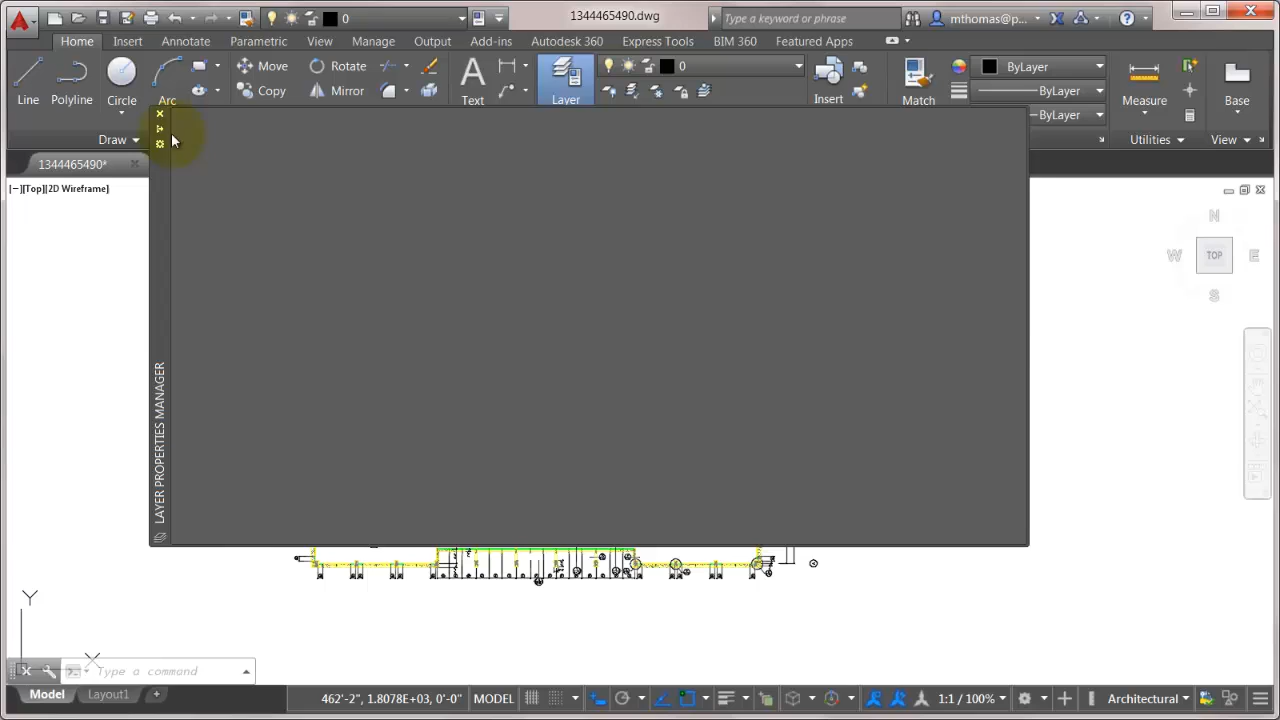 0
1344465490.dwg
Type a keyword or phrase
mthomas@p...
Home
Insert
Annotate
Parametric
View
Manage
Output
Add-ins
Autodesk 360
Express Tools
BIM 360
Featured Apps
Line
Polyline
Circle
Arc
Move
Copy
Rotate
Mirror
Text
Layer
0
Insert
Match
ByLayer
ByLayer
ByLayer
Measure
Base
Draw
Utilities
View
1344465490*
[−][Top][2D Wireframe]
LAYER PROPERTIES MANAGER
N
W
TOP
E
S
Y
X
Type a command
Model
Layout1
462'-2", 1.8078E+03, 0'-0"
MODEL
1:1 / 100%
Architectural